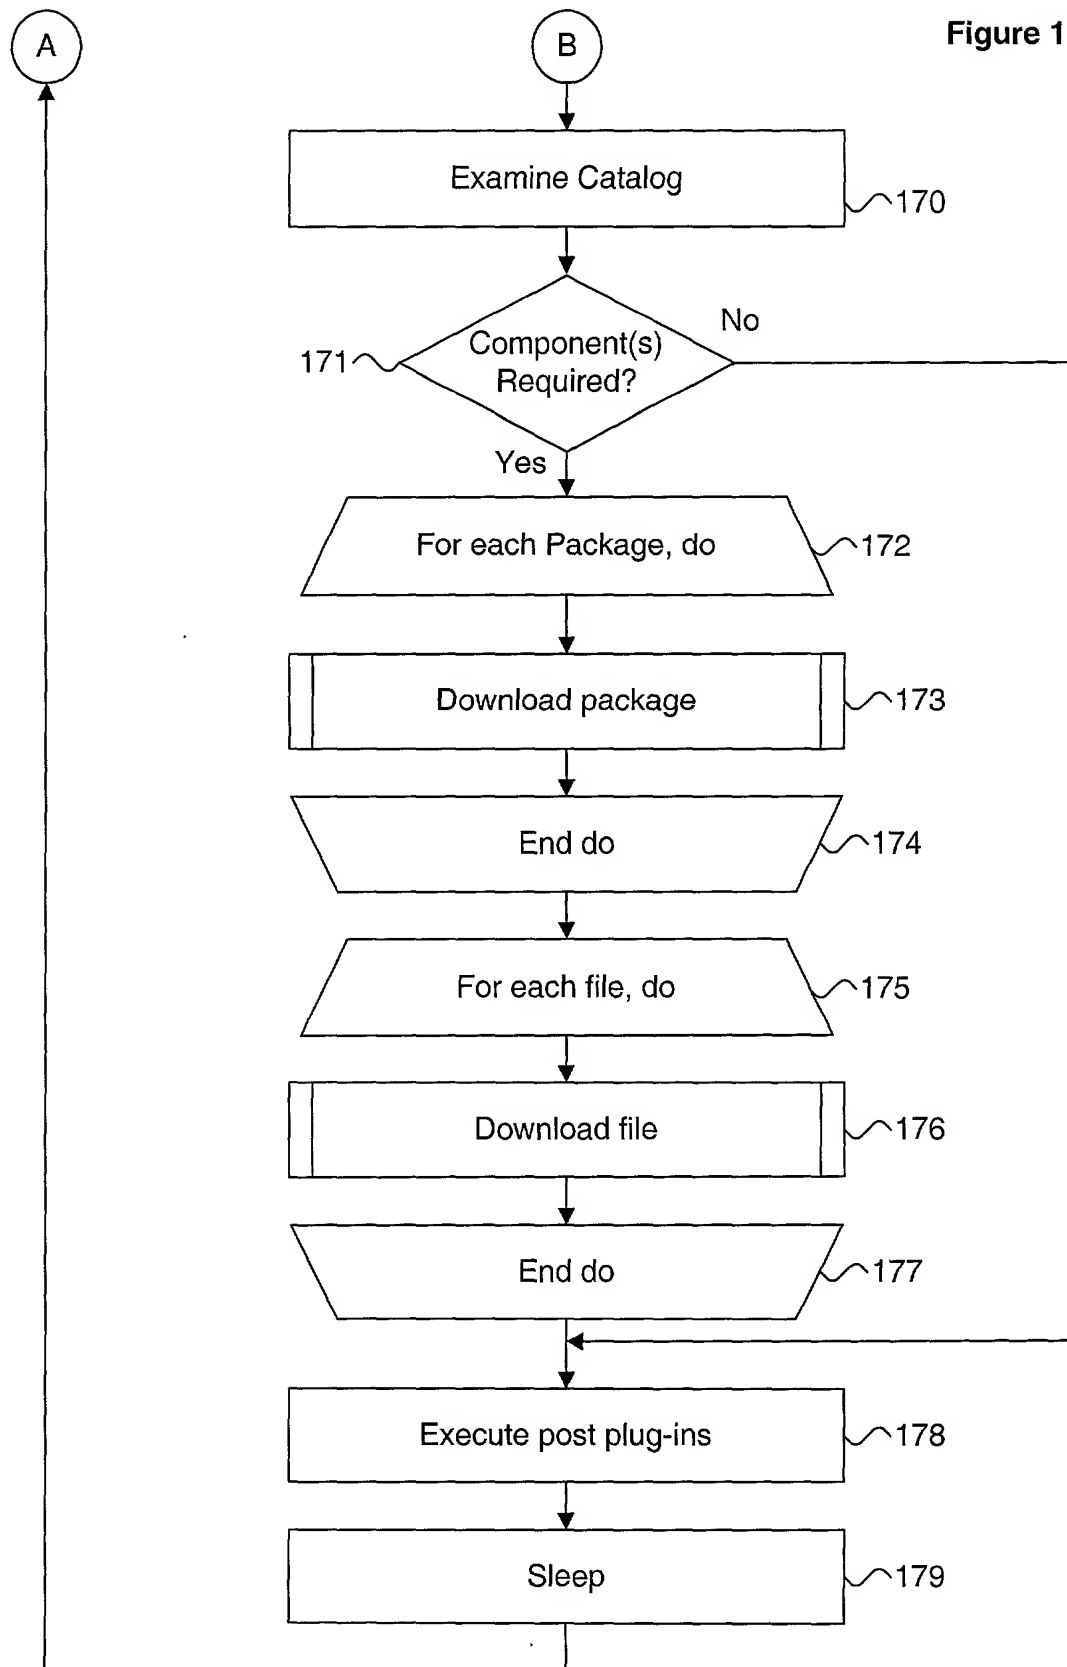 A
B
Figure 1
Examine Catalog
170
No
171
Component(s)
Required?
Yes
For each Package, do
172
Download package
173
End do
174
For each file, do
175
Download file
176
End do
177
Execute post plug-ins
178
Sleep
179